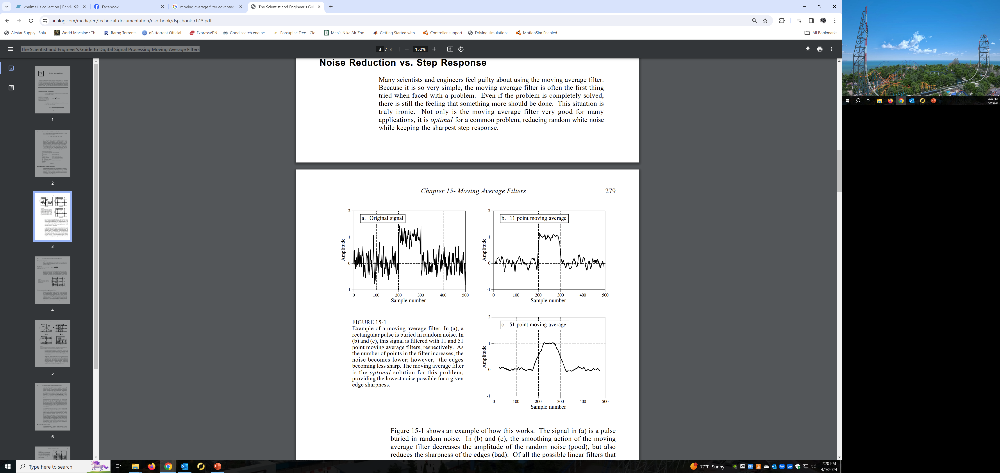 khulme1's collection | Band
Facebook
moving average filter advantag
The Scientist and Engineer's Gu
analog.com/media/en/technical-documentation/dsp-book/dsp_book_ch15.pdf
Airstar Supply | Solu...
World Machine : Th...
Rarbg Torrents
qBittorrent Official...
ExpressVPN
Good search engine...
Porcupine Tree - Clo...
Men's Nike Air Zoo...
Getting Started with...
Controller support
Driving simulation:...
MotionSim Enabled...
All Bookmarks
The Scientist and Engineer's Guide to Digital Signal Processing Moving Average Filters
3 / 8
150%
1
2
3
4
5
6
Noise Reduction vs. Step Response
Many scientists and engineers feel guilty about using the moving average filter.
Because it is so very simple, the moving average filter is often the first thing
tried when faced with a problem. Even if the problem is completely solved,
there is still the feeling that something more should be done. This situation is
truly ironic. Not only is the moving average filter very good for many
applications, it is optimal for a common problem, reducing random white noise
while keeping the sharpest step response.
Chapter 15- Moving Average Filters
279
a. Original signal
2
1
0
-1
Amplitude
0 100 200 300 400 500
Sample number
b. 11 point moving average
2
1
0
-1
Amplitude
0 100 200 300 400 500
Sample number
FIGURE 15-1
Example of a moving average filter. In (a), a
rectangular pulse is buried in random noise. In
(b) and (c), this signal is filtered with 11 and 51
point moving average filters, respectively. As
the number of points in the filter increases, the
noise becomes lower; however, the edges
becoming less sharp. The moving average filter
is the optimal solution for this problem,
providing the lowest noise possible for a given
edge sharpness.
c. 51 point moving average
2
1
0
-1
Amplitude
0 100 200 300 400 500
Sample number
Figure 15-1 shows an example of how this works. The signal in (a) is a pulse
buried in random noise. In (b) and (c), the smoothing action of the moving
average filter decreases the amplitude of the random noise (good), but also
reduces the sharpness of the edges (bad). Of all the possible linear filters that
Type here to search
77°F Sunny
2:20 PM
4/9/2024
2:20 PM
4/9/2024